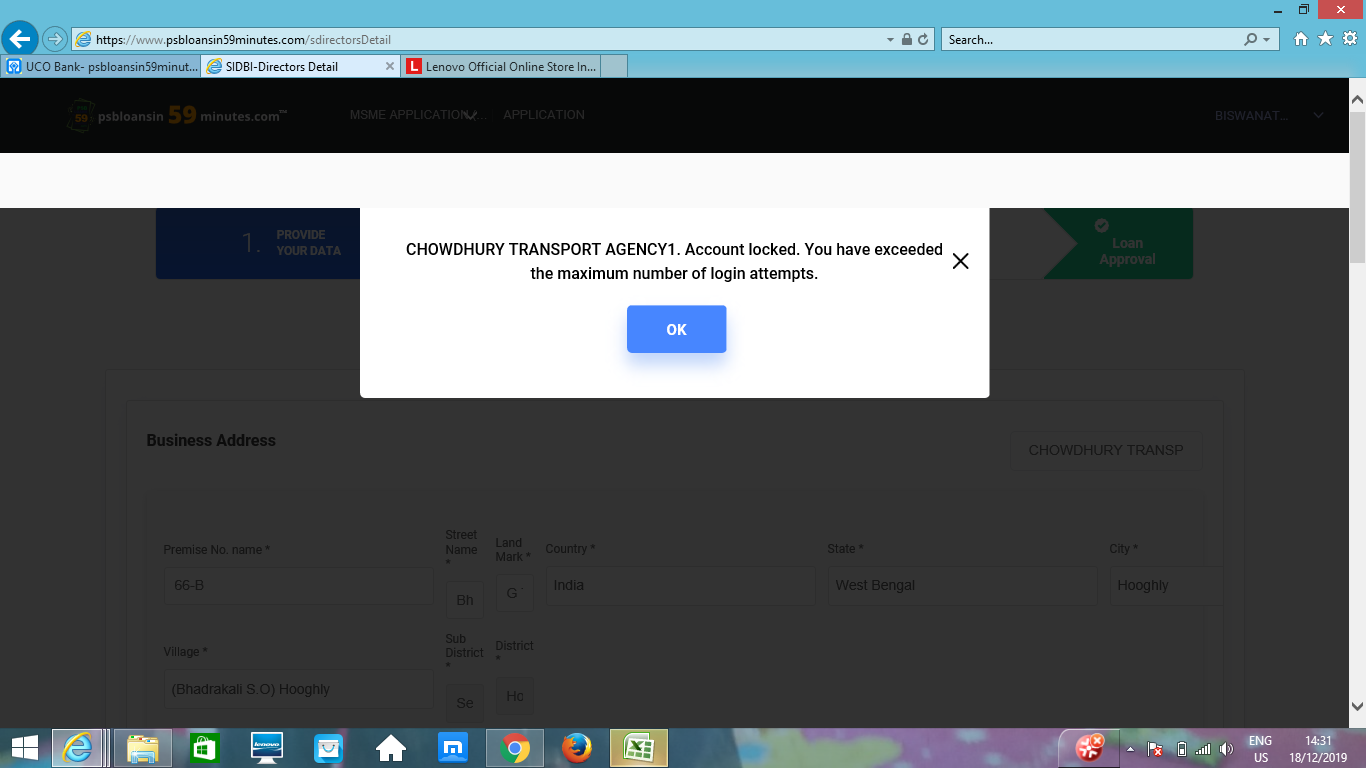 https://www.psbloansin59minutes.com/sdirectorsDetail
Search...
UCO Bank- psbloansin59minut...
SIDBI-Directors Detail
Lenovo Official Online Store In...
59 psbloansin 59 minutes.com™
MSME APPLICATION ...
APPLICATION
BISWANAT...
1. PROVIDE
YOUR DATA
Loan
Approval
CHOWDHURY TRANSPORT AGENCY1. Account locked. You have exceeded
the maximum number of login attempts.
OK
Business Address
CHOWDHURY TRANSP
Premise No. name *
66-B
Street
Name
*
Bh
Land
Mark *
G
Country *
India
State *
West Bengal
City *
Hooghly
Village *
(Bhadrakali S.O) Hooghly
Sub
District
*
Se
District
*
Ho
lenovo
ENG
US
14:31
18/12/2019